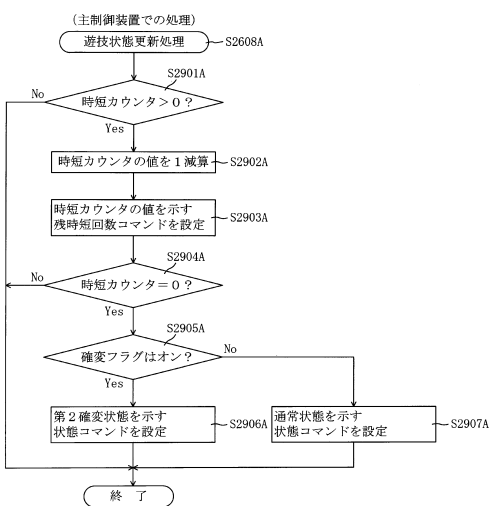 (主制御装置での処理)
遊技状態更新処理
S2608A
S2901A
No
時短カウンタ>0?
Yes
時短カウンタの値を1減算
S2902A
時短カウンタの値を示す
残時短回数コマンドを設定
S2903A
S2904A
No
時短カウンタ=0?
Yes
S2905A
確変フラグはオン?
No
Yes
第2確変状態を示す
状態コマンドを設定
S2906A
通常状態を示す
状態コマンドを設定
S2907A
終 了